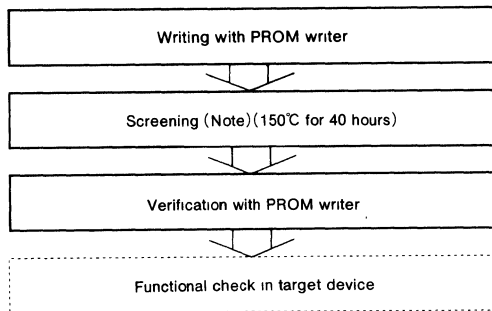 Writing with PROM writer
Screening (Note)(150℃ for 40 hours)
Verification with PROM writer
Functional check in target device